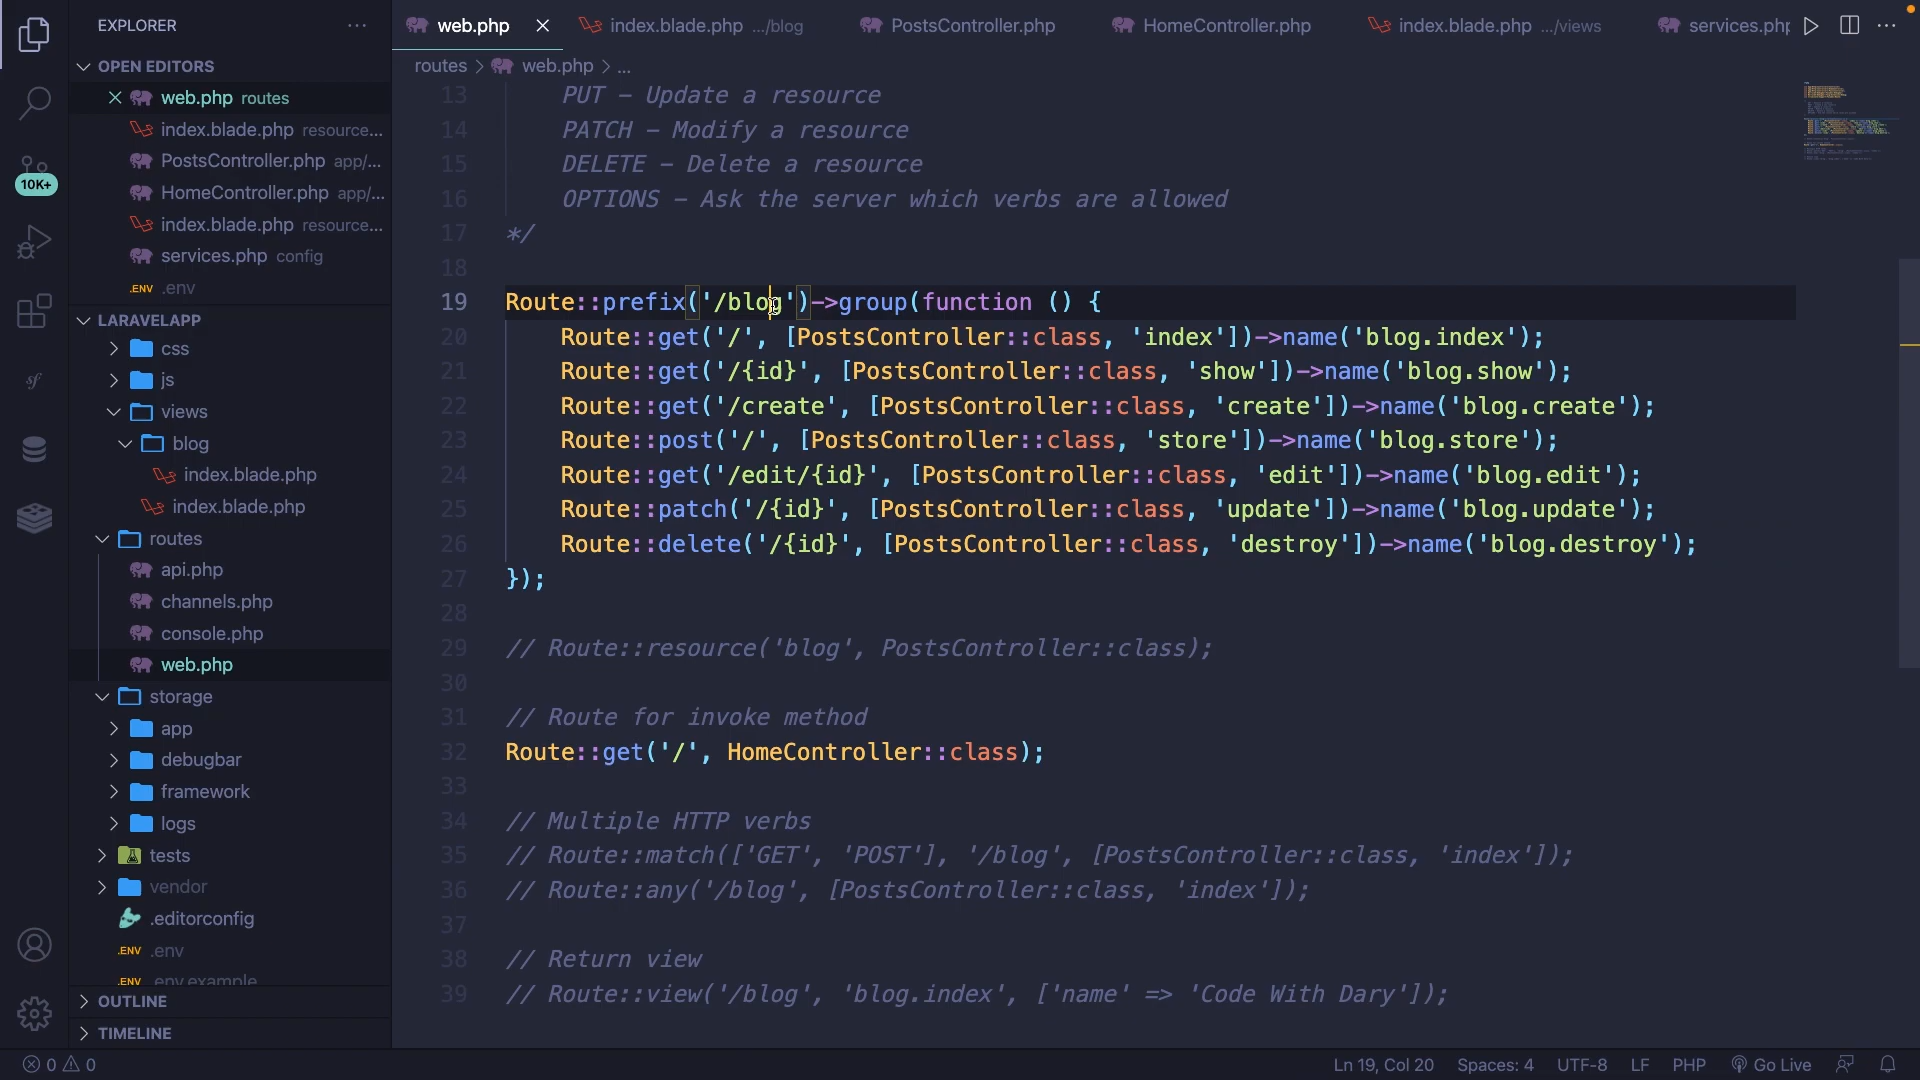 EXPLORER
web.php
index.blade.php .../blog
PostsController.php
HomeController.php
index.blade.php .../views
services.php
OPEN EDITORS
web.php routes
index.blade.php resource...
PostsController.php app/...
HomeController.php app/...
index.blade.php resource...
services.php config
.ENV .env
LARAVELAPP
css
js
views
blog
index.blade.php
index.blade.php
routes
api.php
channels.php
console.php
web.php
storage
app
debugbar
framework
logs
tests
vendor
.editorconfig
.ENV .env
.ENV .env.example
OUTLINE
TIMELINE
10K+
sf
routes > web.php > ...
13 PUT – Update a resource
14 PATCH – Modify a resource
15 DELETE – Delete a resource
16 OPTIONS – Ask the server which verbs are allowed
17 */
18
19 Route::prefix('/blog')->group(function () {
20 Route::get('/', [PostsController::class, 'index'])->name('blog.index');
21 Route::get('/{id}', [PostsController::class, 'show'])->name('blog.show');
22 Route::get('/create', [PostsController::class, 'create'])->name('blog.create');
23 Route::post('/', [PostsController::class, 'store'])->name('blog.store');
24 Route::get('/edit/{id}', [PostsController::class, 'edit'])->name('blog.edit');
25 Route::patch('/{id}', [PostsController::class, 'update'])->name('blog.update');
26 Route::delete('/{id}', [PostsController::class, 'destroy'])->name('blog.destroy');
27 });
28
29 // Route::resource('blog', PostsController::class);
30
31 // Route for invoke method
32 Route::get('/', HomeController::class);
33
34 // Multiple HTTP verbs
35 // Route::match(['GET', 'POST'], '/blog', [PostsController::class, 'index']);
36 // Route::any('/blog', [PostsController::class, 'index']);
37
38 // Return view
39 // Route::view('/blog', 'blog.index', ['name' => 'Code With Dary']);
0 0
Ln 19, Col 20 Spaces: 4 UTF-8 LF PHP Go Live